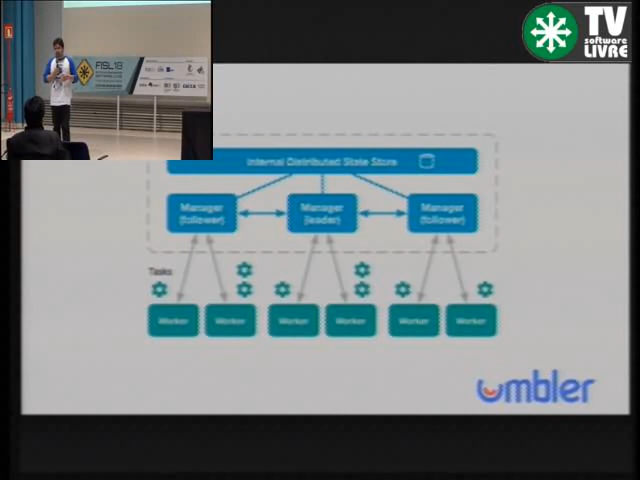 TV
software
LIVRE
FISL18
Internal Distributed State Store
Manager
(follower)
Manager
(leader)
Manager
(follower)
Tasks
Worker
Worker
Worker
Worker
Worker
Worker
umbler